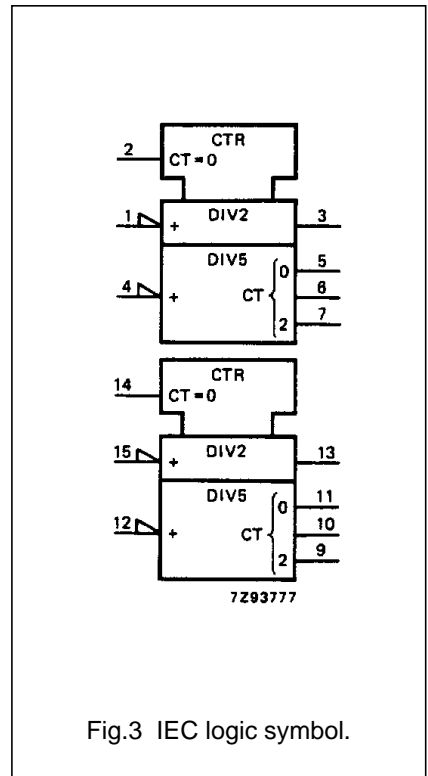 CTR
2
CT=0
DIV2
1
+
3
DIV5
0
5
4
+
CT
6
2
7
CTR
14
CT=0
DIV2
15
+
13
DIV5
0
11
12
+
CT
10
2
9
7Z93777
Fig.3 IEC logic symbol.